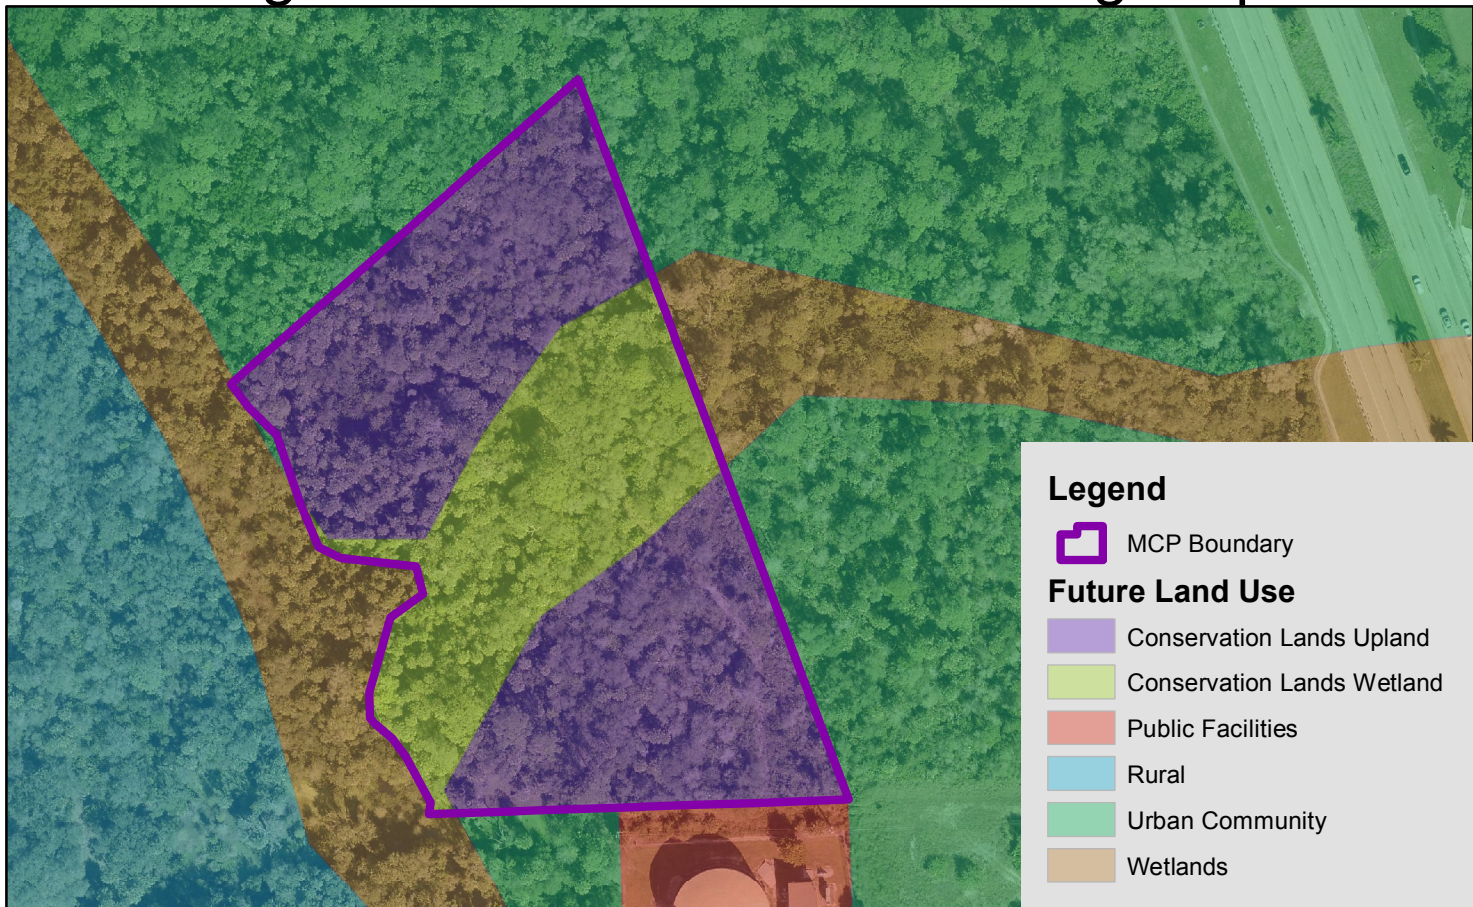 Legend
MCP Boundary
Future Land Use
Conservation Lands Upland
Conservation Lands Wetland
Public Facilities
Rural
Urban Community
Wetlands